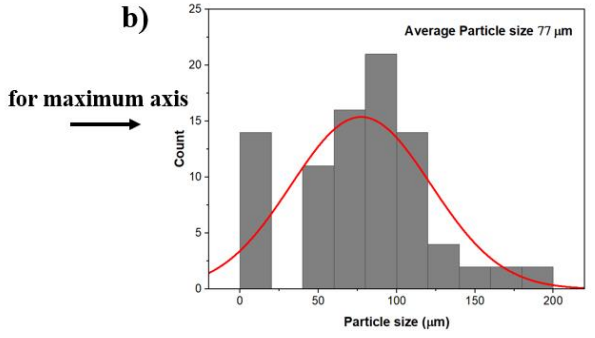 b)
for maximum axis
Average Particle size 77 μm
25
20
15
10
5
0
Count
0 50 100 150 200
Particle size (μm)